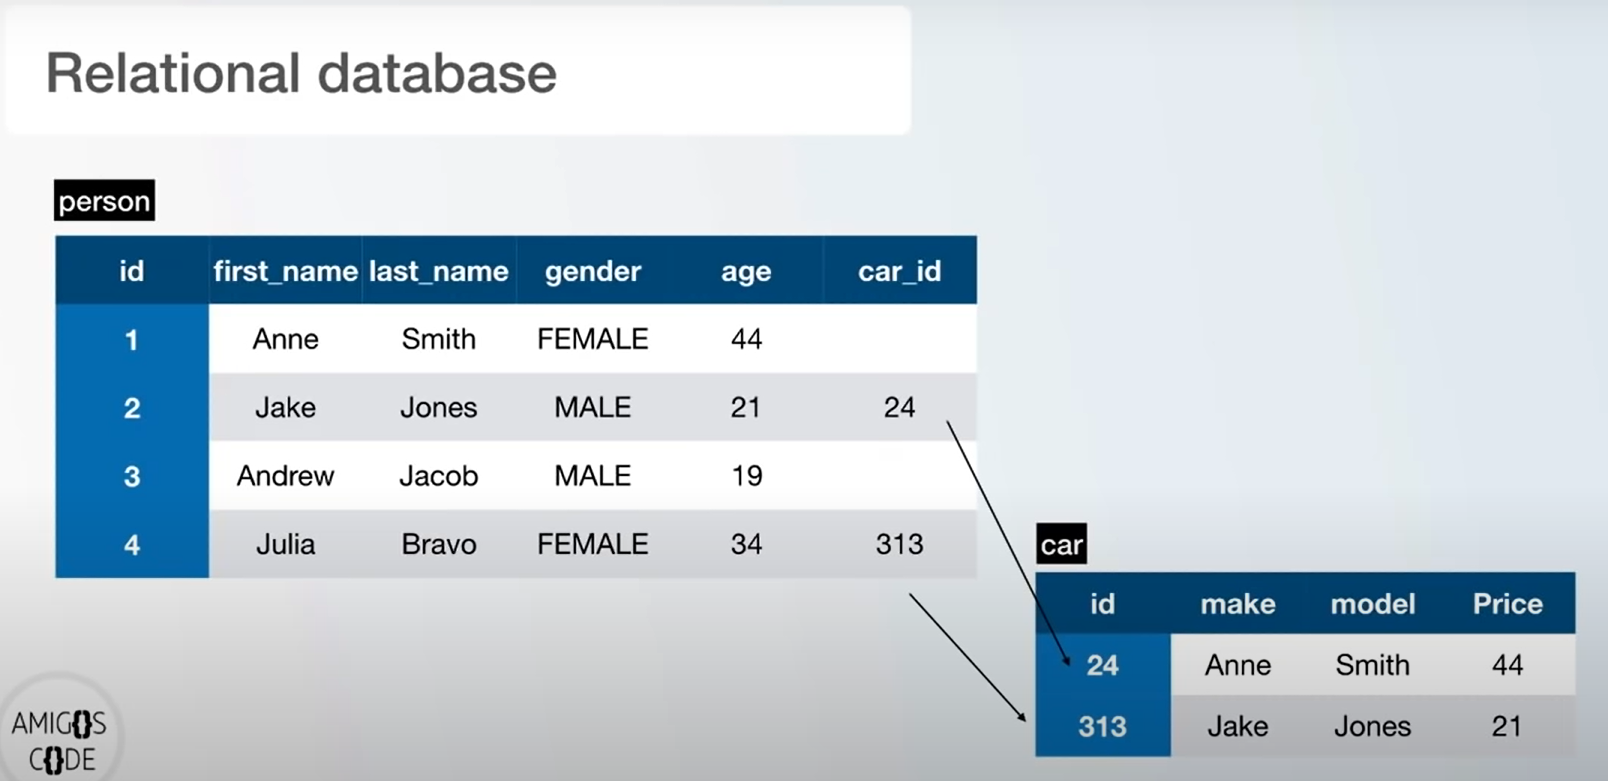 Relational database
person
id first_name last_name gender age car_id
1 Anne Smith FEMALE 44
2 Jake Jones MALE 21 24
3 Andrew Jacob MALE 19
4 Julia Bravo FEMALE 34 313
car
id make model Price
24 Anne Smith 44
313 Jake Jones 21
AMIG{}S
C{}DE